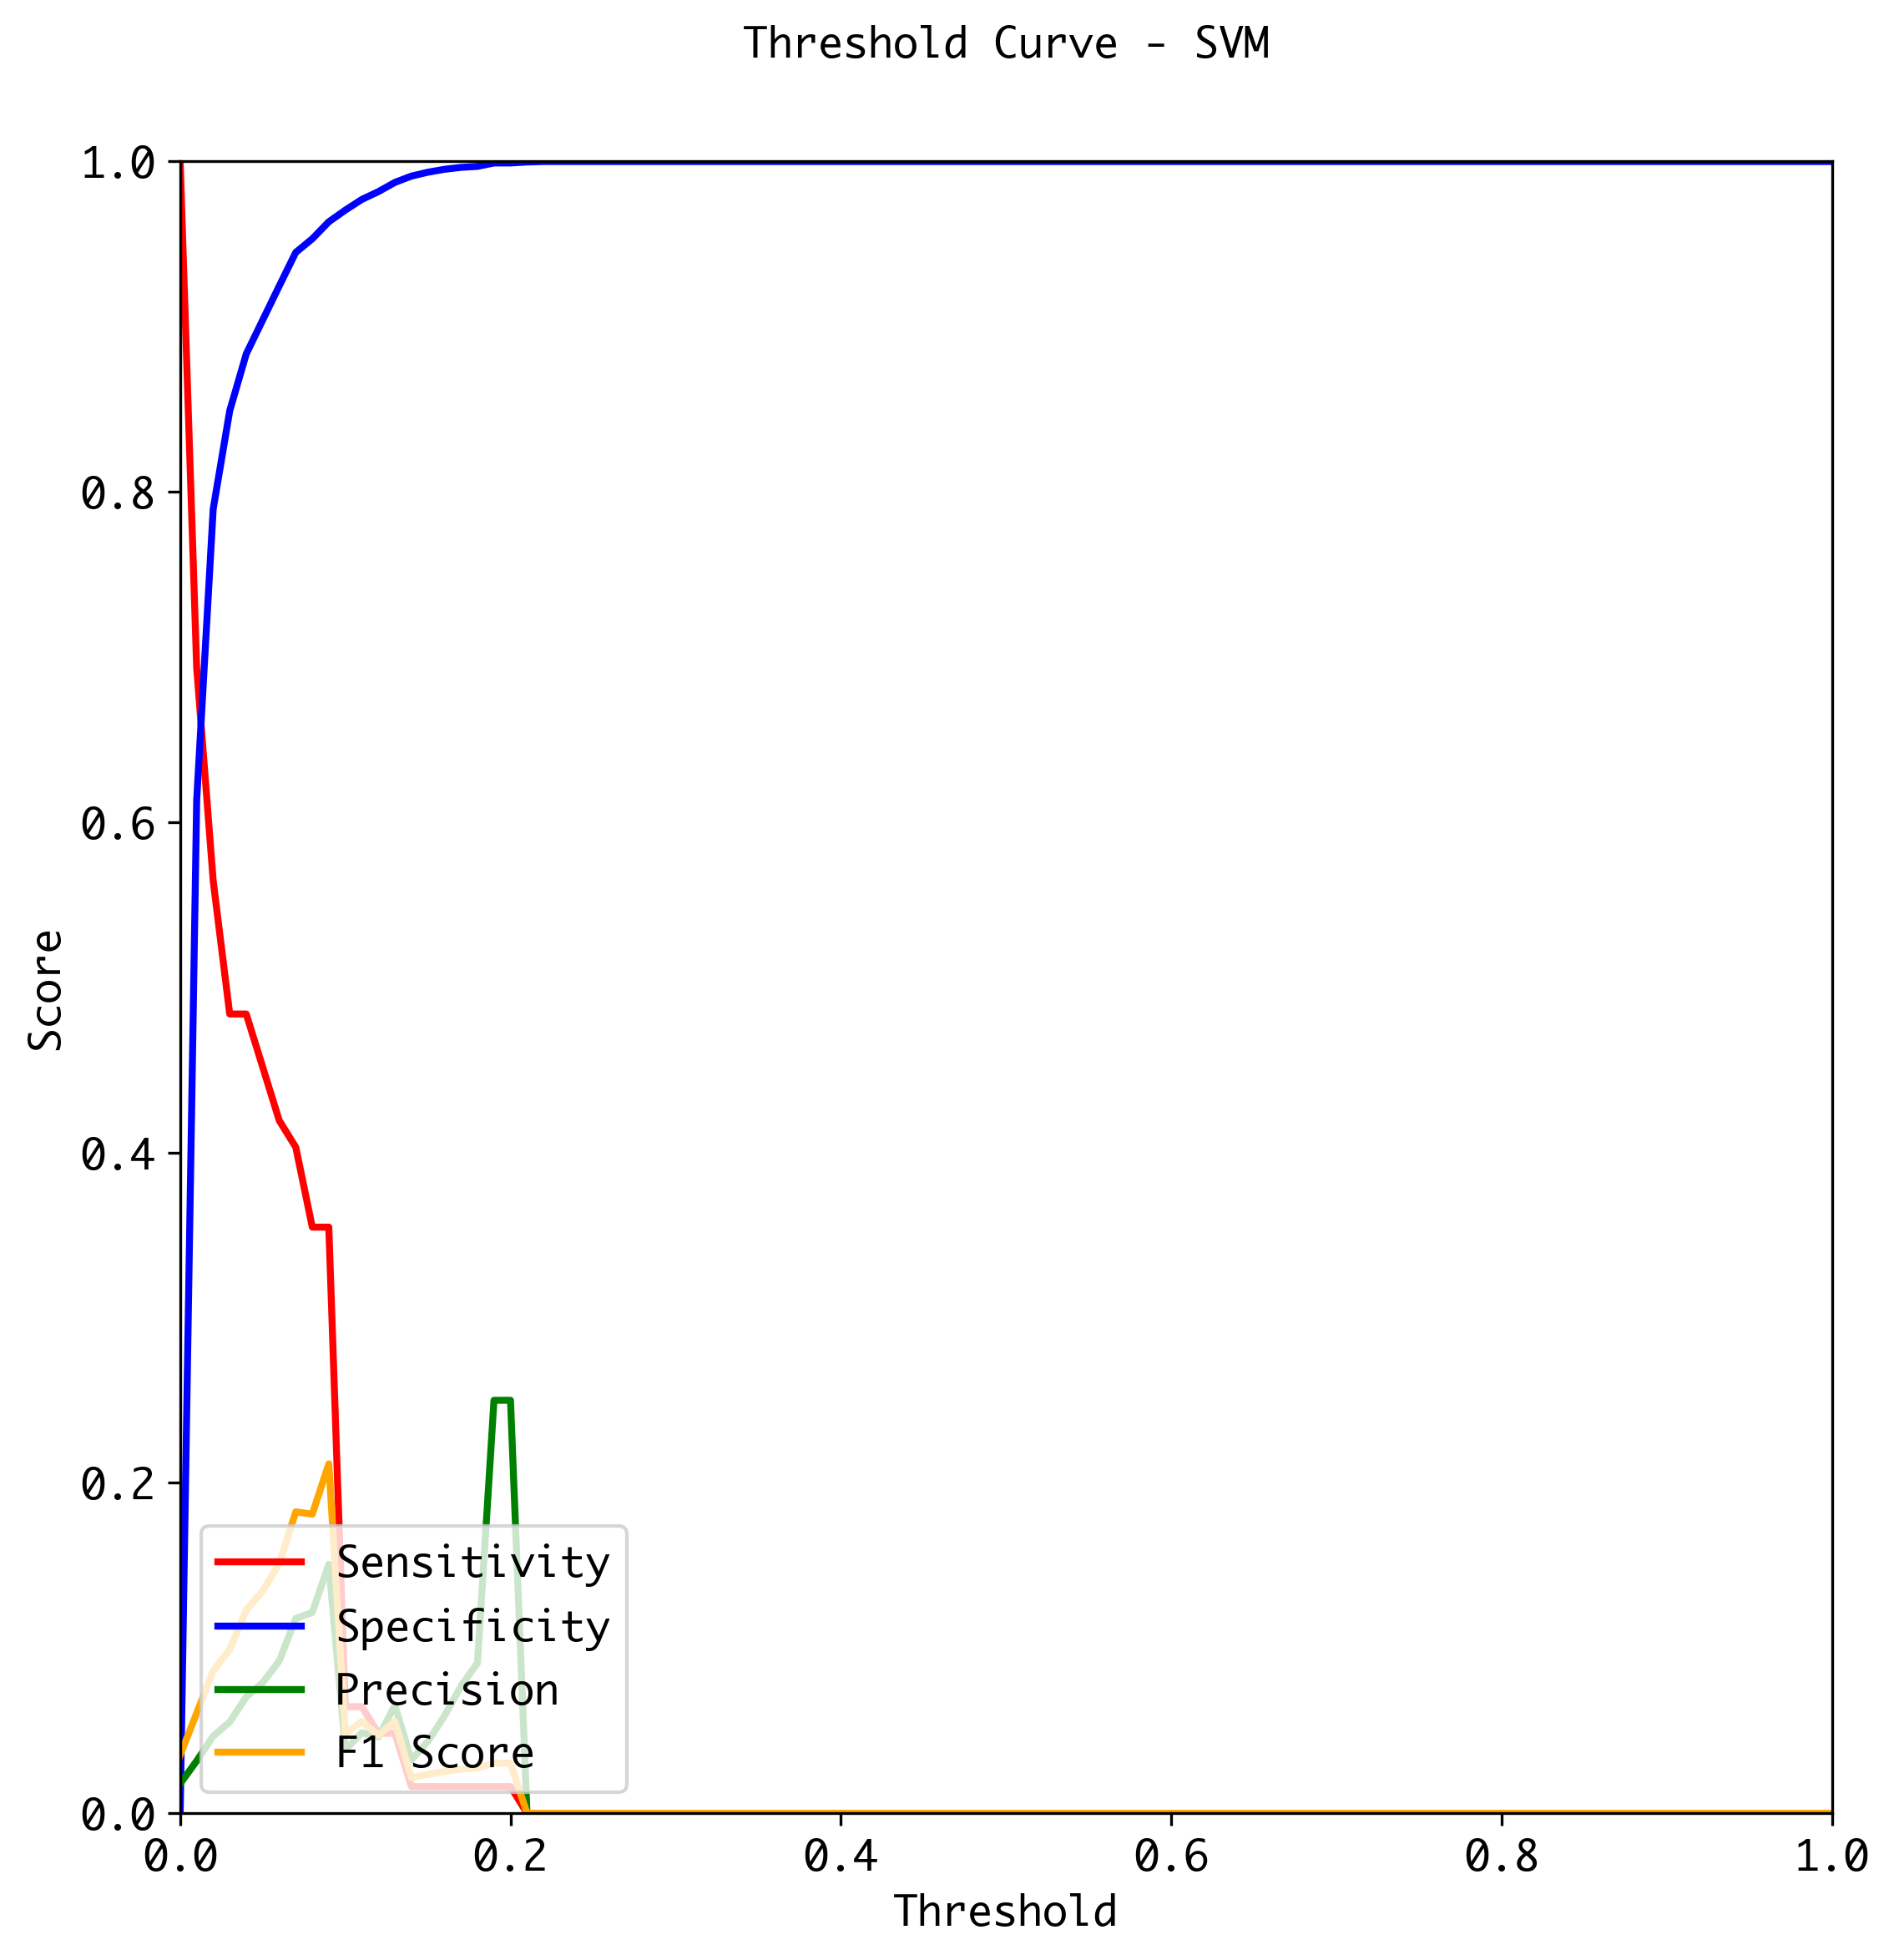 Threshold Curve - SVM
1.0
0.8
0.6
0.4
0.2
0.0
Score
Sensitivity
Specificity
Precision
F1 Score
0.0 0.2 0.4 0.6 0.8 1.0
Threshold